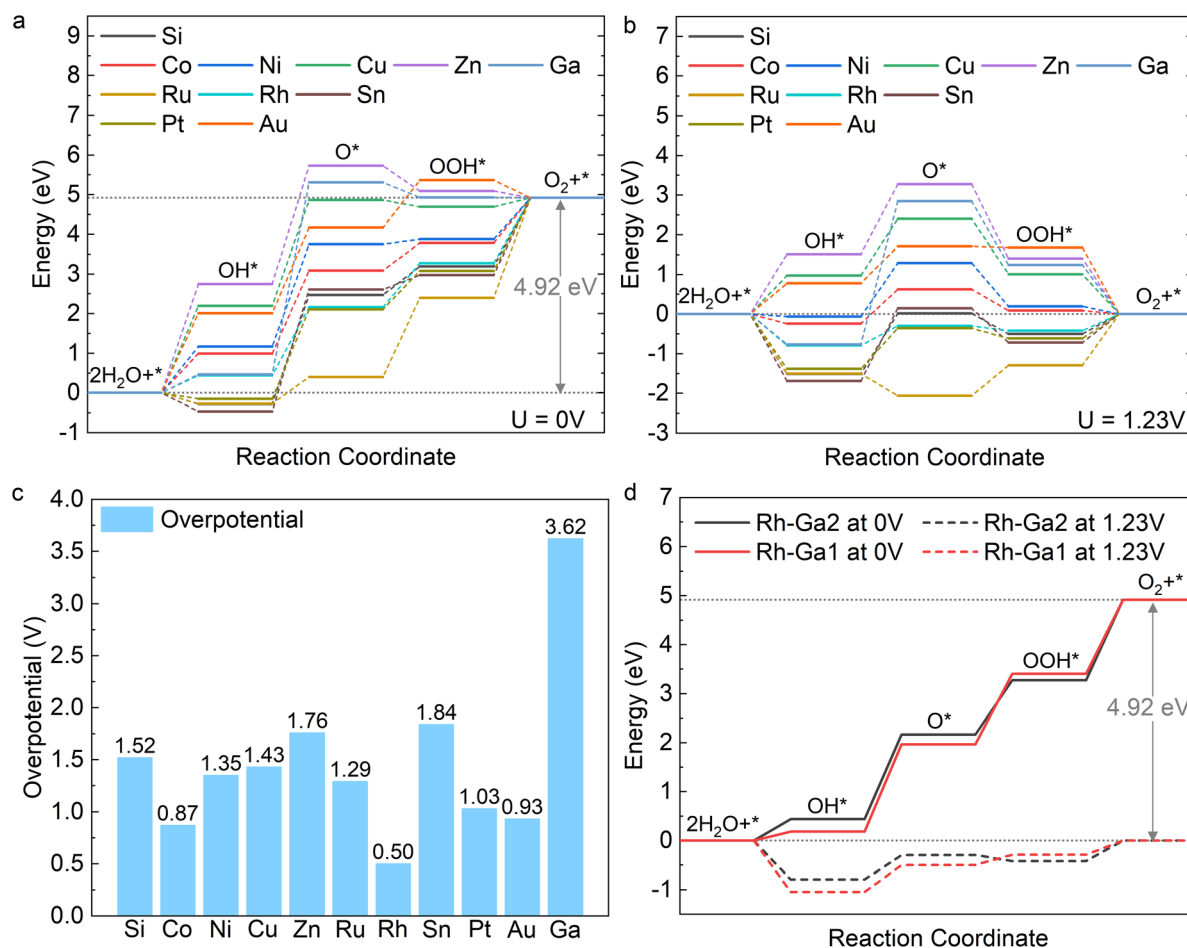 a
Energy (eV)
9
8
7
6
5
4
3
2
1
0
-1
Si
Co Ni Cu Zn Ga
Ru Rh Sn
Pt Au
2H₂O+*
OH*
O*
OOH*
O₂+*
4.92 eV
U = 0V
Reaction Coordinate
b
Energy (eV)
7
6
5
4
3
2
1
0
-1
-2
-3
Si
Co Ni Cu Zn Ga
Ru Rh Sn
Pt Au
2H₂O+*
OH*
O*
OOH*
O₂+*
U = 1.23V
Reaction Coordinate
c
Overpotential (V)
4.0
3.5
3.0
2.5
2.0
1.5
1.0
0.5
0.0
Overpotential
1.52
0.87
1.35
1.43
1.76
1.29
0.50
1.84
1.03
0.93
3.62
Si Co Ni Cu Zn Ru Rh Sn Pt Au Ga
d
Energy (eV)
7
6
5
4
3
2
1
0
-1
Rh-Ga2 at 0V Rh-Ga2 at 1.23V
Rh-Ga1 at 0V Rh-Ga1 at 1.23V
2H₂O+*
OH*
O*
OOH*
O₂+*
4.92 eV
Reaction Coordinate